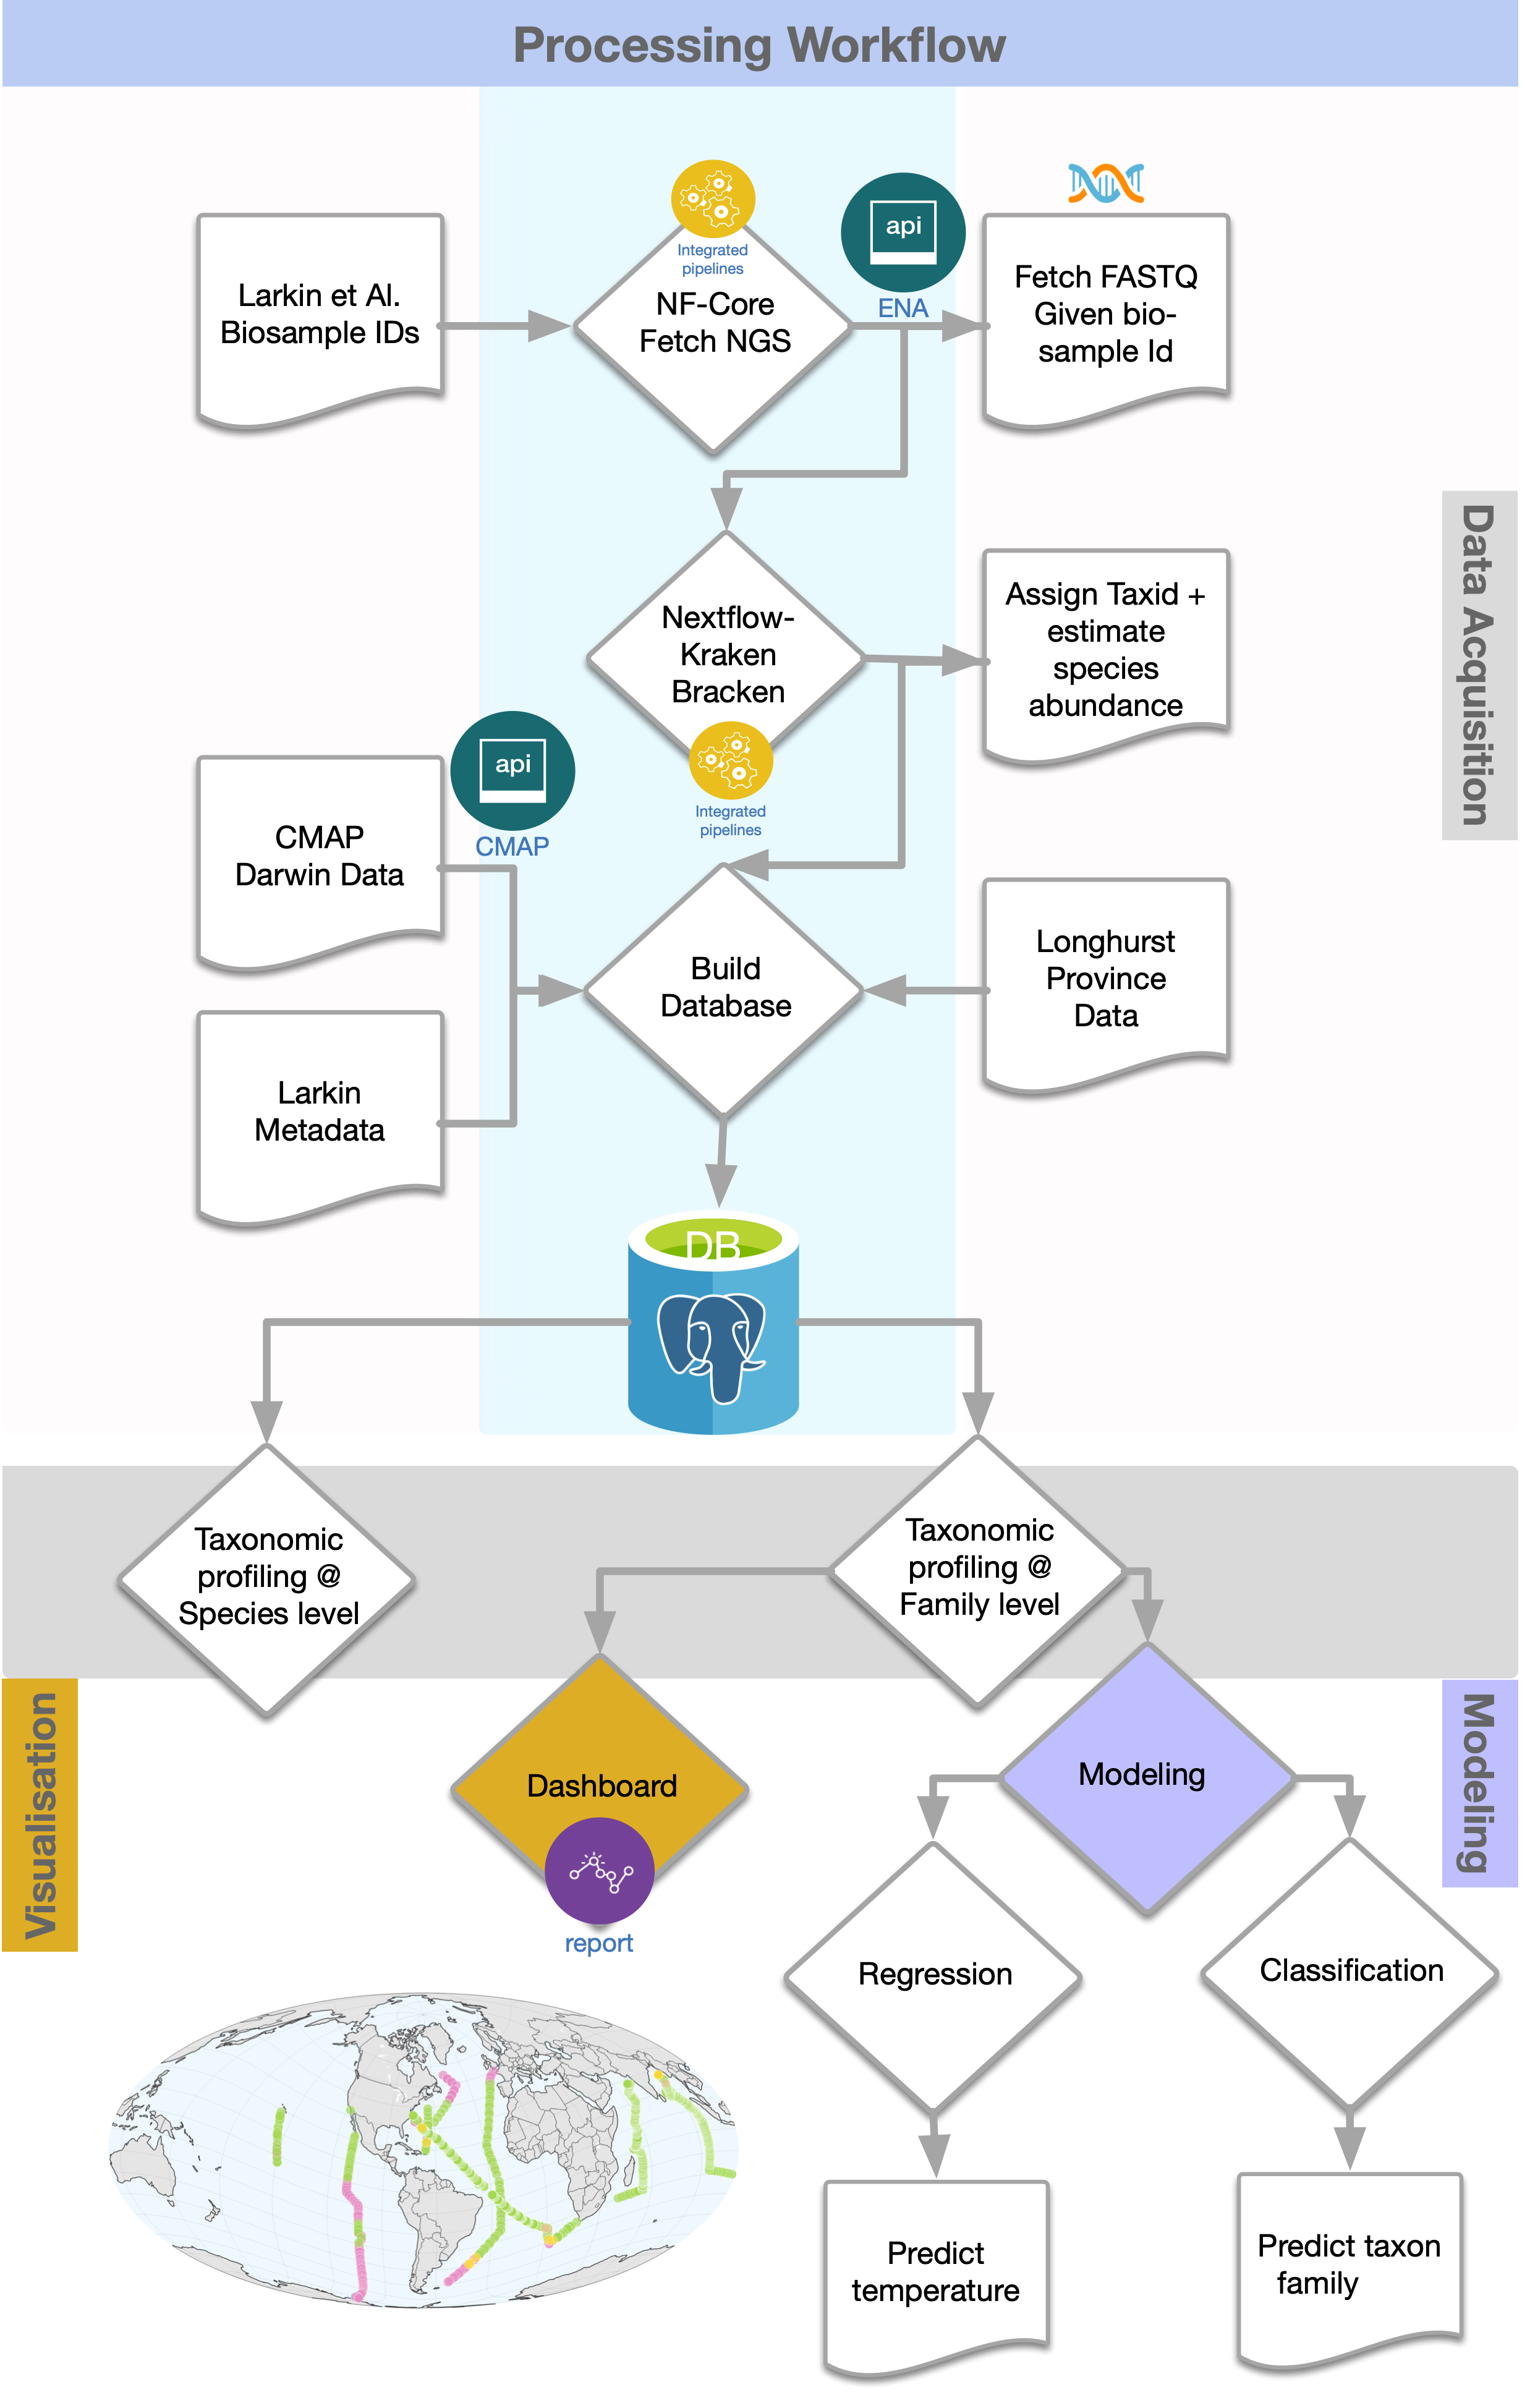 Processing Workflow
Integrated
pipelines
api
ENA
Larkin et Al.
Biosample IDs
NF-Core
Fetch NGS
Fetch FASTQ
Given bio-
sample Id
Data Acquisition
Nextflow-
Kraken
Bracken
Integrated
pipelines
Assign Taxid +
estimate
species
abundance
api
CMAP
CMAP
Darwin Data
Build
Database
Longhurst
Province
Data
Larkin
Metadata
DB
Taxonomic
profiling @
Species level
Taxonomic
profiling @
Family level
Visualisation
Dashboard
report
Modeling
Modeling
Regression
Classification
Predict
temperature
Predict taxon
family